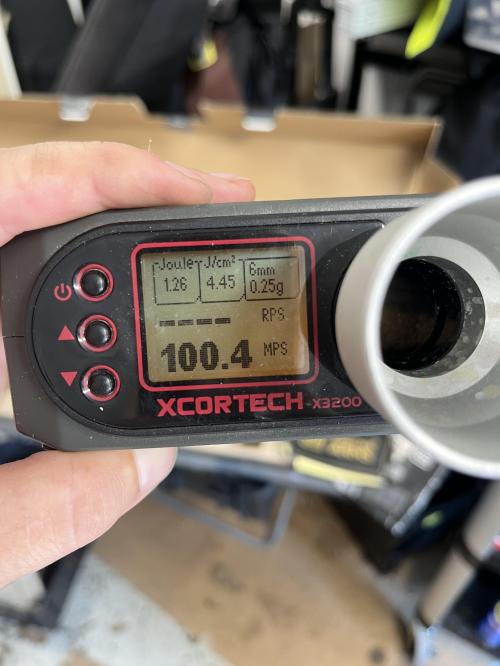 Joule J/cm² 6mm
1.26 4.45 0.25g
---- RPS
100.4 MPS
XCORTECH-X3200